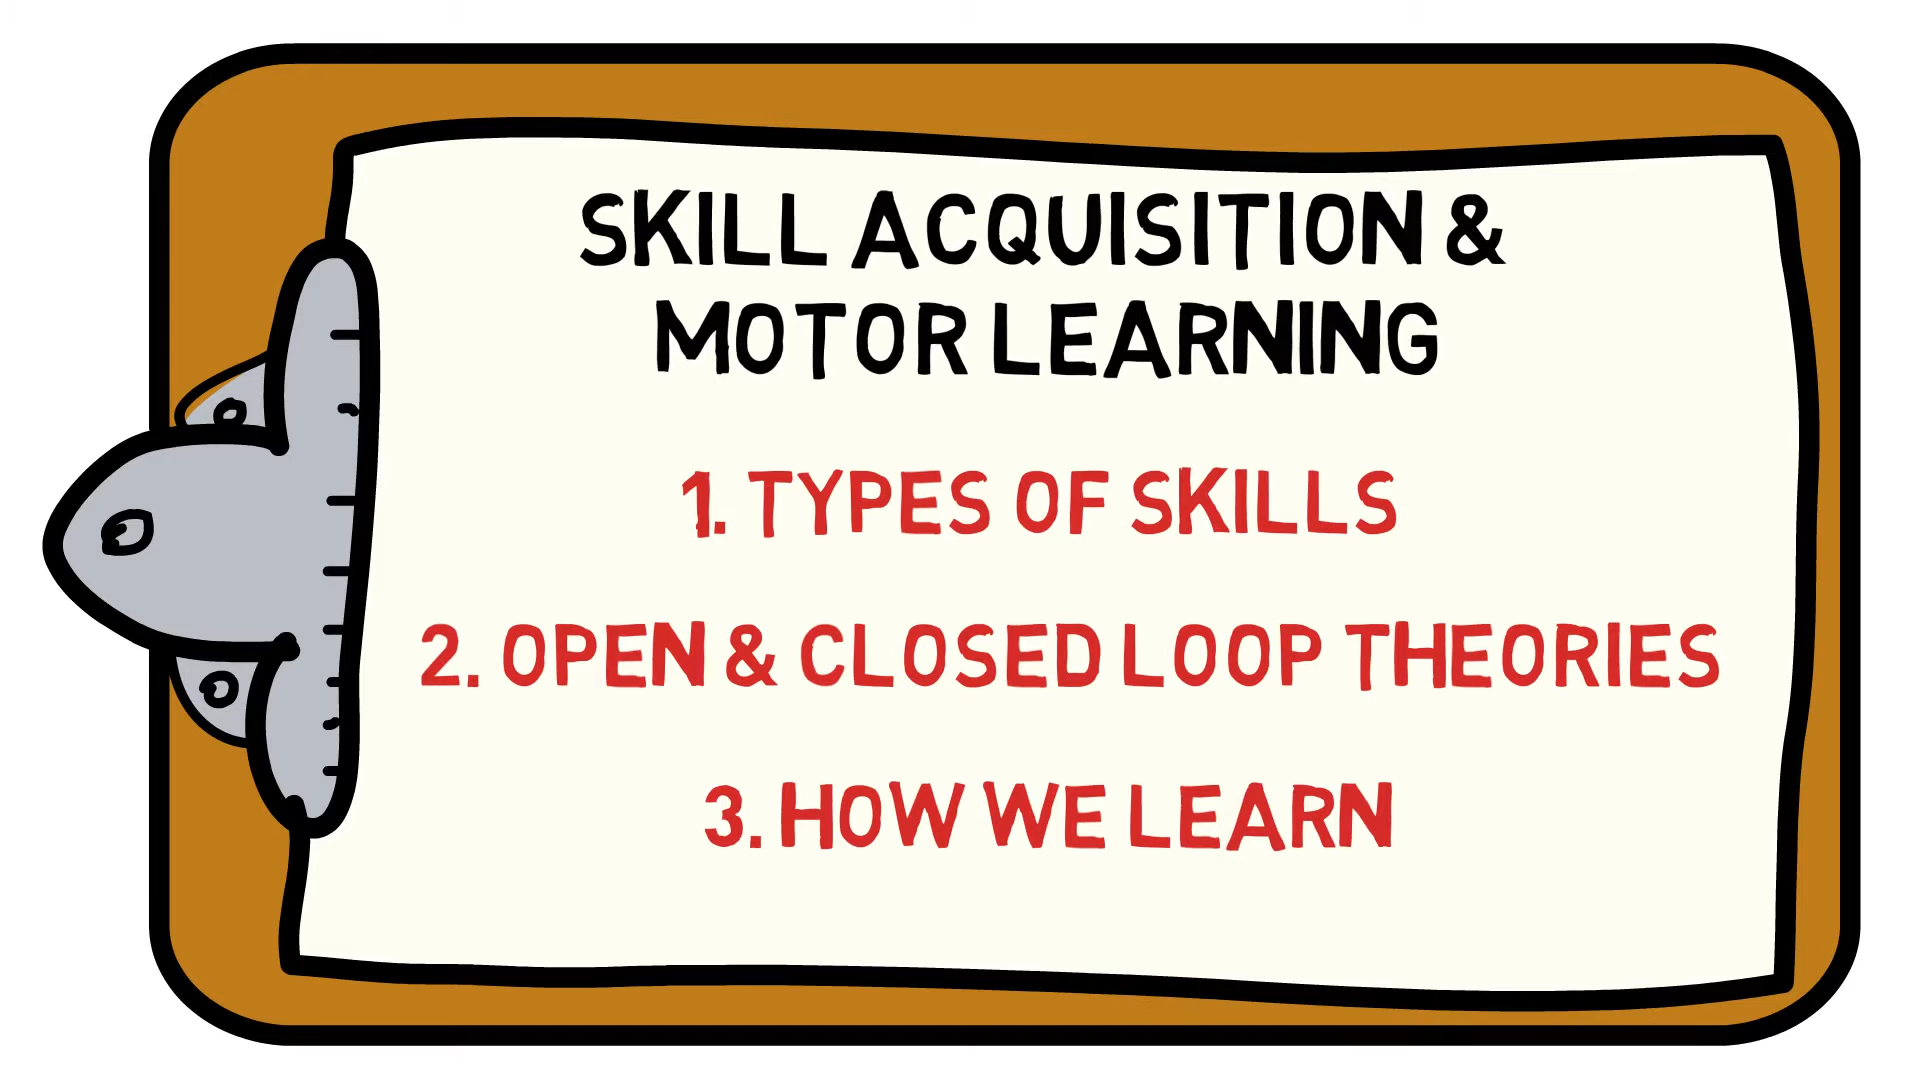 SKILL ACQUISITION &
MOTOR LEARNING
1. TYPES OF SKILLS
2. OPEN & CLOSED LOOP THEORIES
3. HOW WE LEARN